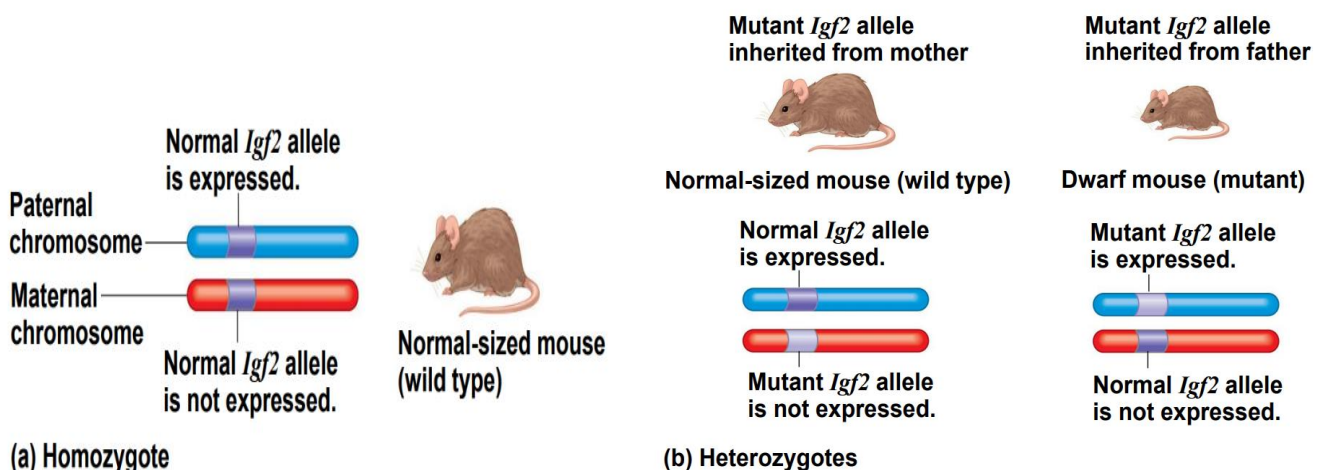 Normal Igf2 allele
is expressed.
Paternal
chromosome
Maternal
chromosome
Normal Igf2 allele
is not expressed.
Normal-sized mouse
(wild type)
(a) Homozygote
Mutant Igf2 allele
inherited from mother
Normal-sized mouse (wild type)
Normal Igf2 allele
is expressed.
Mutant Igf2 allele
is not expressed.
Mutant Igf2 allele
inherited from father
Dwarf mouse (mutant)
Mutant Igf2 allele
is expressed.
Normal Igf2 allele
is not expressed.
(b) Heterozygotes